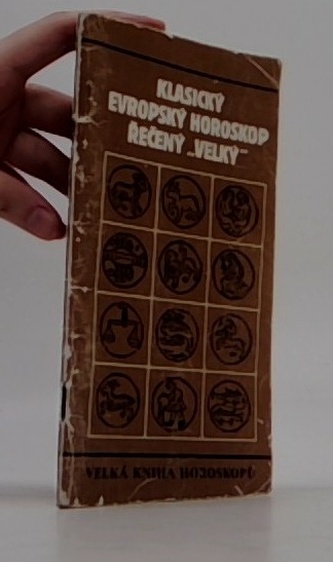 KLASICKÝ
EVROPSKÝ HOROSKOP
ŘEČENÝ „VELKÝ“
VELKÁ KNIHA HOROSKOPŮ